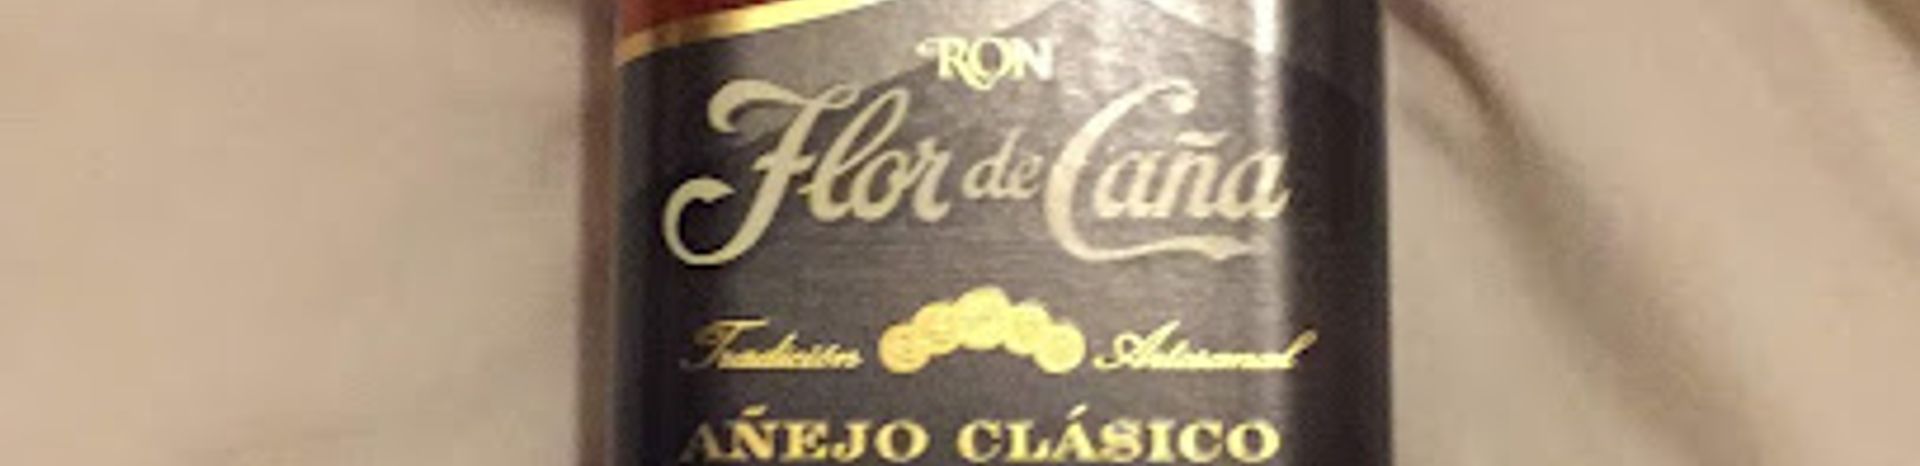 RON
Flor de Caña
Tradición Artesanal
AÑEJO CLÁSICO